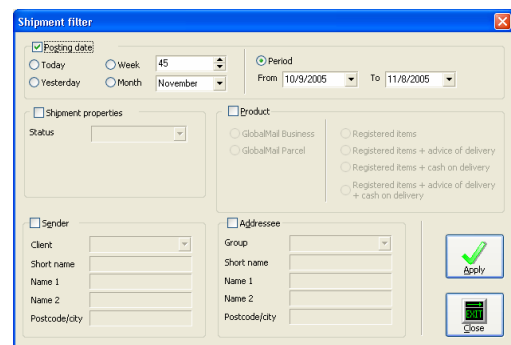 Shipment filter
Posting date
Today Week 45 Period
Yesterday Month November From 10/9/2005 To 11/8/2005
Shipment properties Product
Status GlobalMail Business Registered items
GlobalMail Parcel Registered items + advice of delivery
Registered items + cash on delivery
Registered items + advice of delivery
+ cash on delivery
Sender Addressee
Client Group
Short name Short name
Name 1 Name 1
Name 2 Name 2
Postcode/city Postcode/city
Apply
EXIT
Close